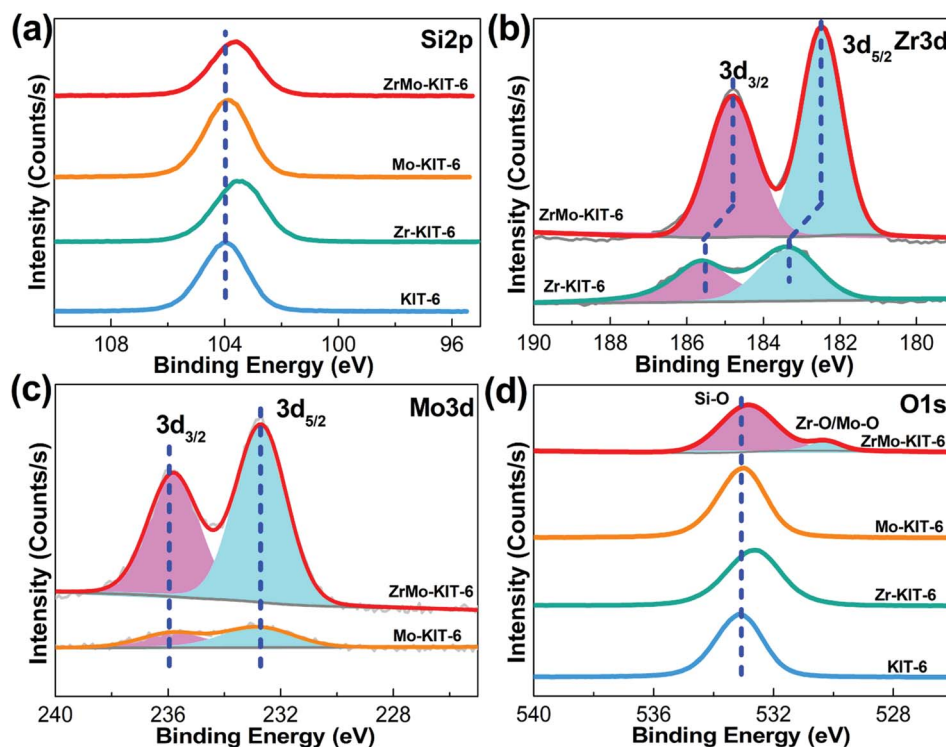 (a)
Si2p
ZrMo-KIT-6
Mo-KIT-6
Zr-KIT-6
KIT-6
Intensity (Counts/s)
108 104 100 96
Binding Energy (eV)
(b)
Zr3d
3d3/2
3d5/2
ZrMo-KIT-6
Zr-KIT-6
Intensity (Counts/s)
190 188 186 184 182 180
Binding Energy (eV)
(c)
Mo3d
3d3/2
3d5/2
ZrMo-KIT-6
Mo-KIT-6
Intensity (Counts/s)
240 236 232 228
Binding Energy (eV)
(d)
O1s
Si-O
Zr-O/Mo-O
ZrMo-KIT-6
Mo-KIT-6
Zr-KIT-6
KIT-6
Intensity (Counts/s)
540 536 532 528
Binding Energy (eV)